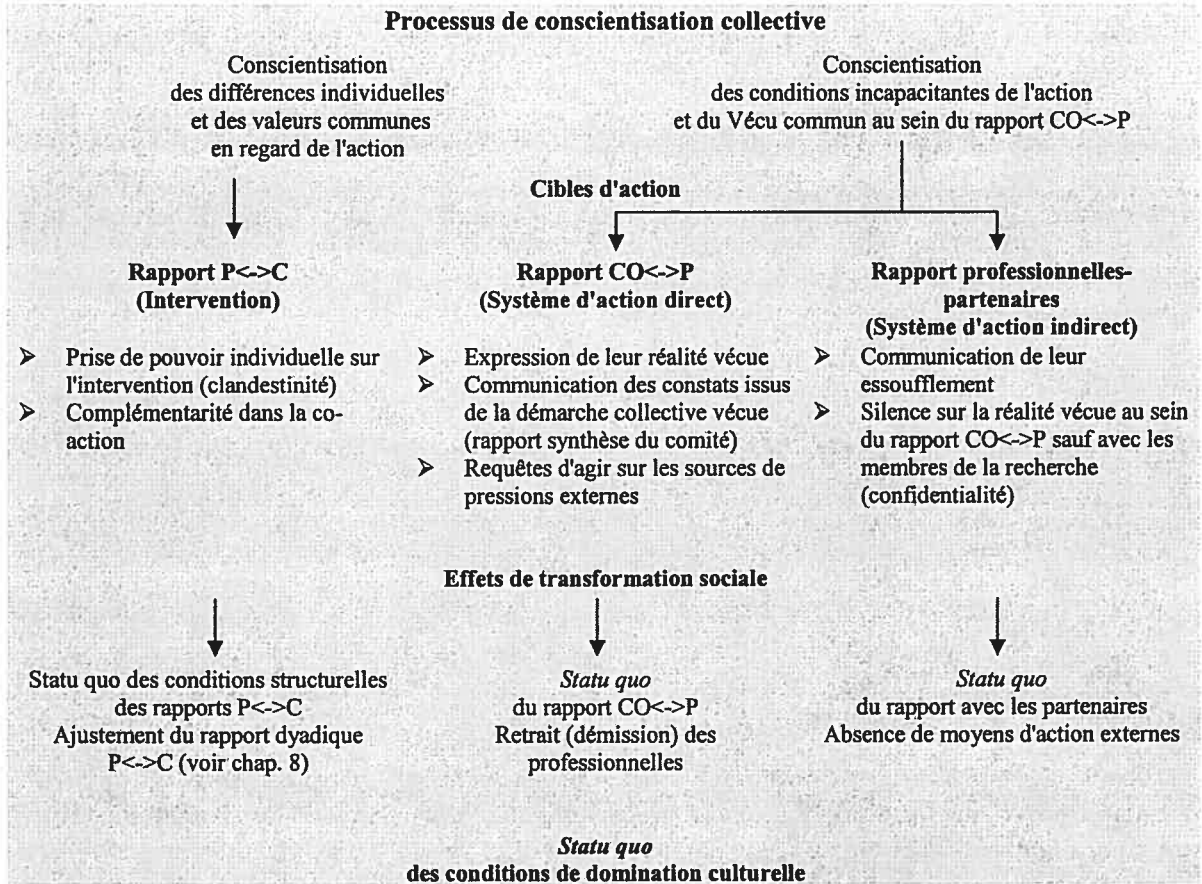 Processus de conscientisation collective
Conscientisation
des différences individuelles
et des valeurs communes
en regard de l'action
Conscientisation
des conditions incapacitantes de l'action
et du Vécu commun au sein du rapport CO<->P
Cibles d'action
Rapport P<->C
(Intervention)
➢ Prise de pouvoir individuelle sur
l'intervention (clandestinité)
➢ Complémentarité dans la co-
action
Rapport CO<->P
(Système d'action direct)
➢ Expression de leur réalité vécue
➢ Communication des constats issus
de la démarche collective vécue
(rapport synthèse du comité)
➢ Requêtes d'agir sur les sources de
pressions externes
Rapport professionnelles-
partenaires
(Système d'action indirect)
➢ Communication de leur
essoufflement
➢ Silence sur la réalité vécue au sein
du rapport CO<->P sauf avec les
membres de la recherche
(confidentialité)
Effets de transformation sociale
Statu quo des conditions structurelles
des rapports P<->C
Ajustement du rapport dyadique
P<->C (voir chap. 8)
Statu quo
du rapport CO<->P
Retrait (démission) des
professionnelles
Statu quo
du rapport avec les partenaires
Absence de moyens d'action externes
Statu quo
des conditions de domination culturelle